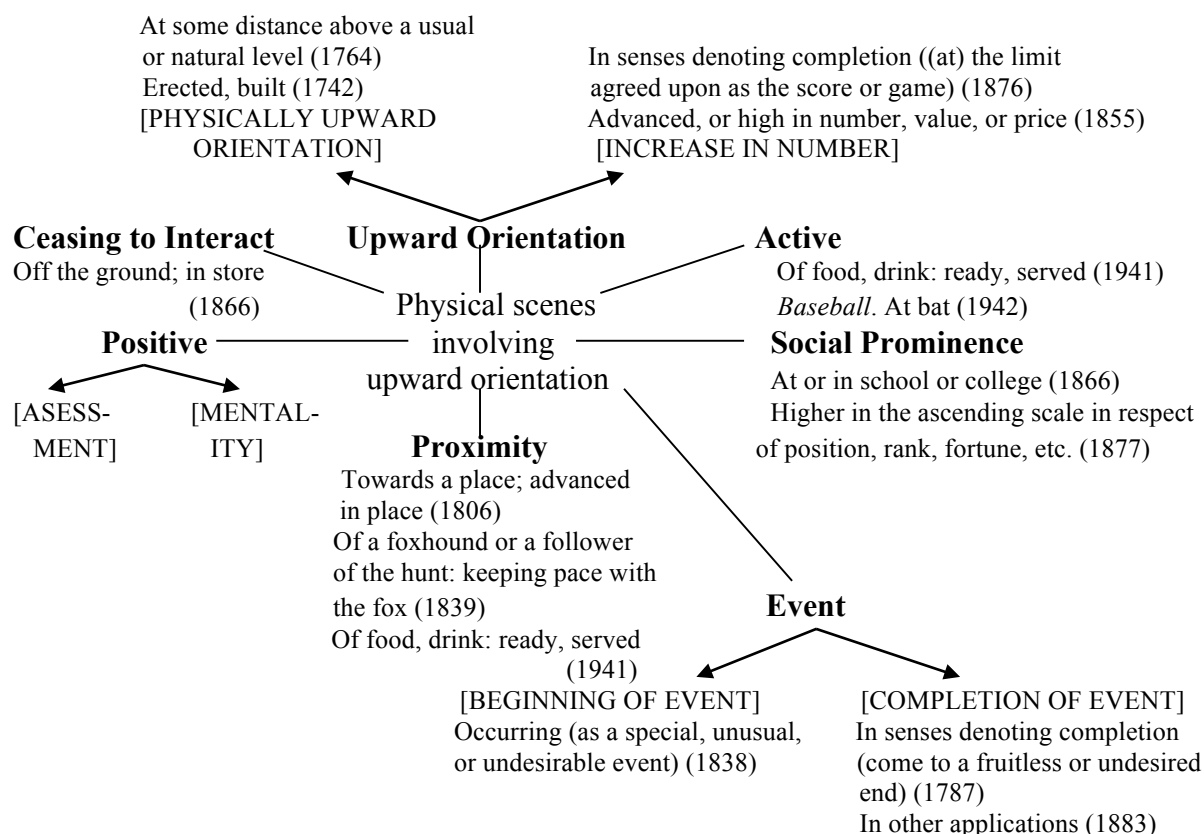 At some distance above a usual
or natural level (1764)
Erected, built (1742)
[PHYSICALLY UPWARD
ORIENTATION]
In senses denoting completion ((at) the limit
agreed upon as the score or game) (1876)
Advanced, or high in number, value, or price (1855)
[INCREASE IN NUMBER]
Ceasing to Interact
Off the ground; in store
(1866)
Upward Orientation
Active
Of food, drink: ready, served (1941)
Baseball. At bat (1942)
Physical scenes
involving
upward orientation
Positive
[ASESS-
MENT]
[MENTAL-
ITY]
Social Prominence
At or in school or college (1866)
Higher in the ascending scale in respect
of position, rank, fortune, etc. (1877)
Proximity
Towards a place; advanced
in place (1806)
Of a foxhound or a follower
of the hunt: keeping pace with
the fox (1839)
Of food, drink: ready, served
(1941)
Event
[BEGINNING OF EVENT]
Occurring (as a special, unusual,
or undesirable event) (1838)
[COMPLETION OF EVENT]
In senses denoting completion
(come to a fruitless or undesired
end) (1787)
In other applications (1883)